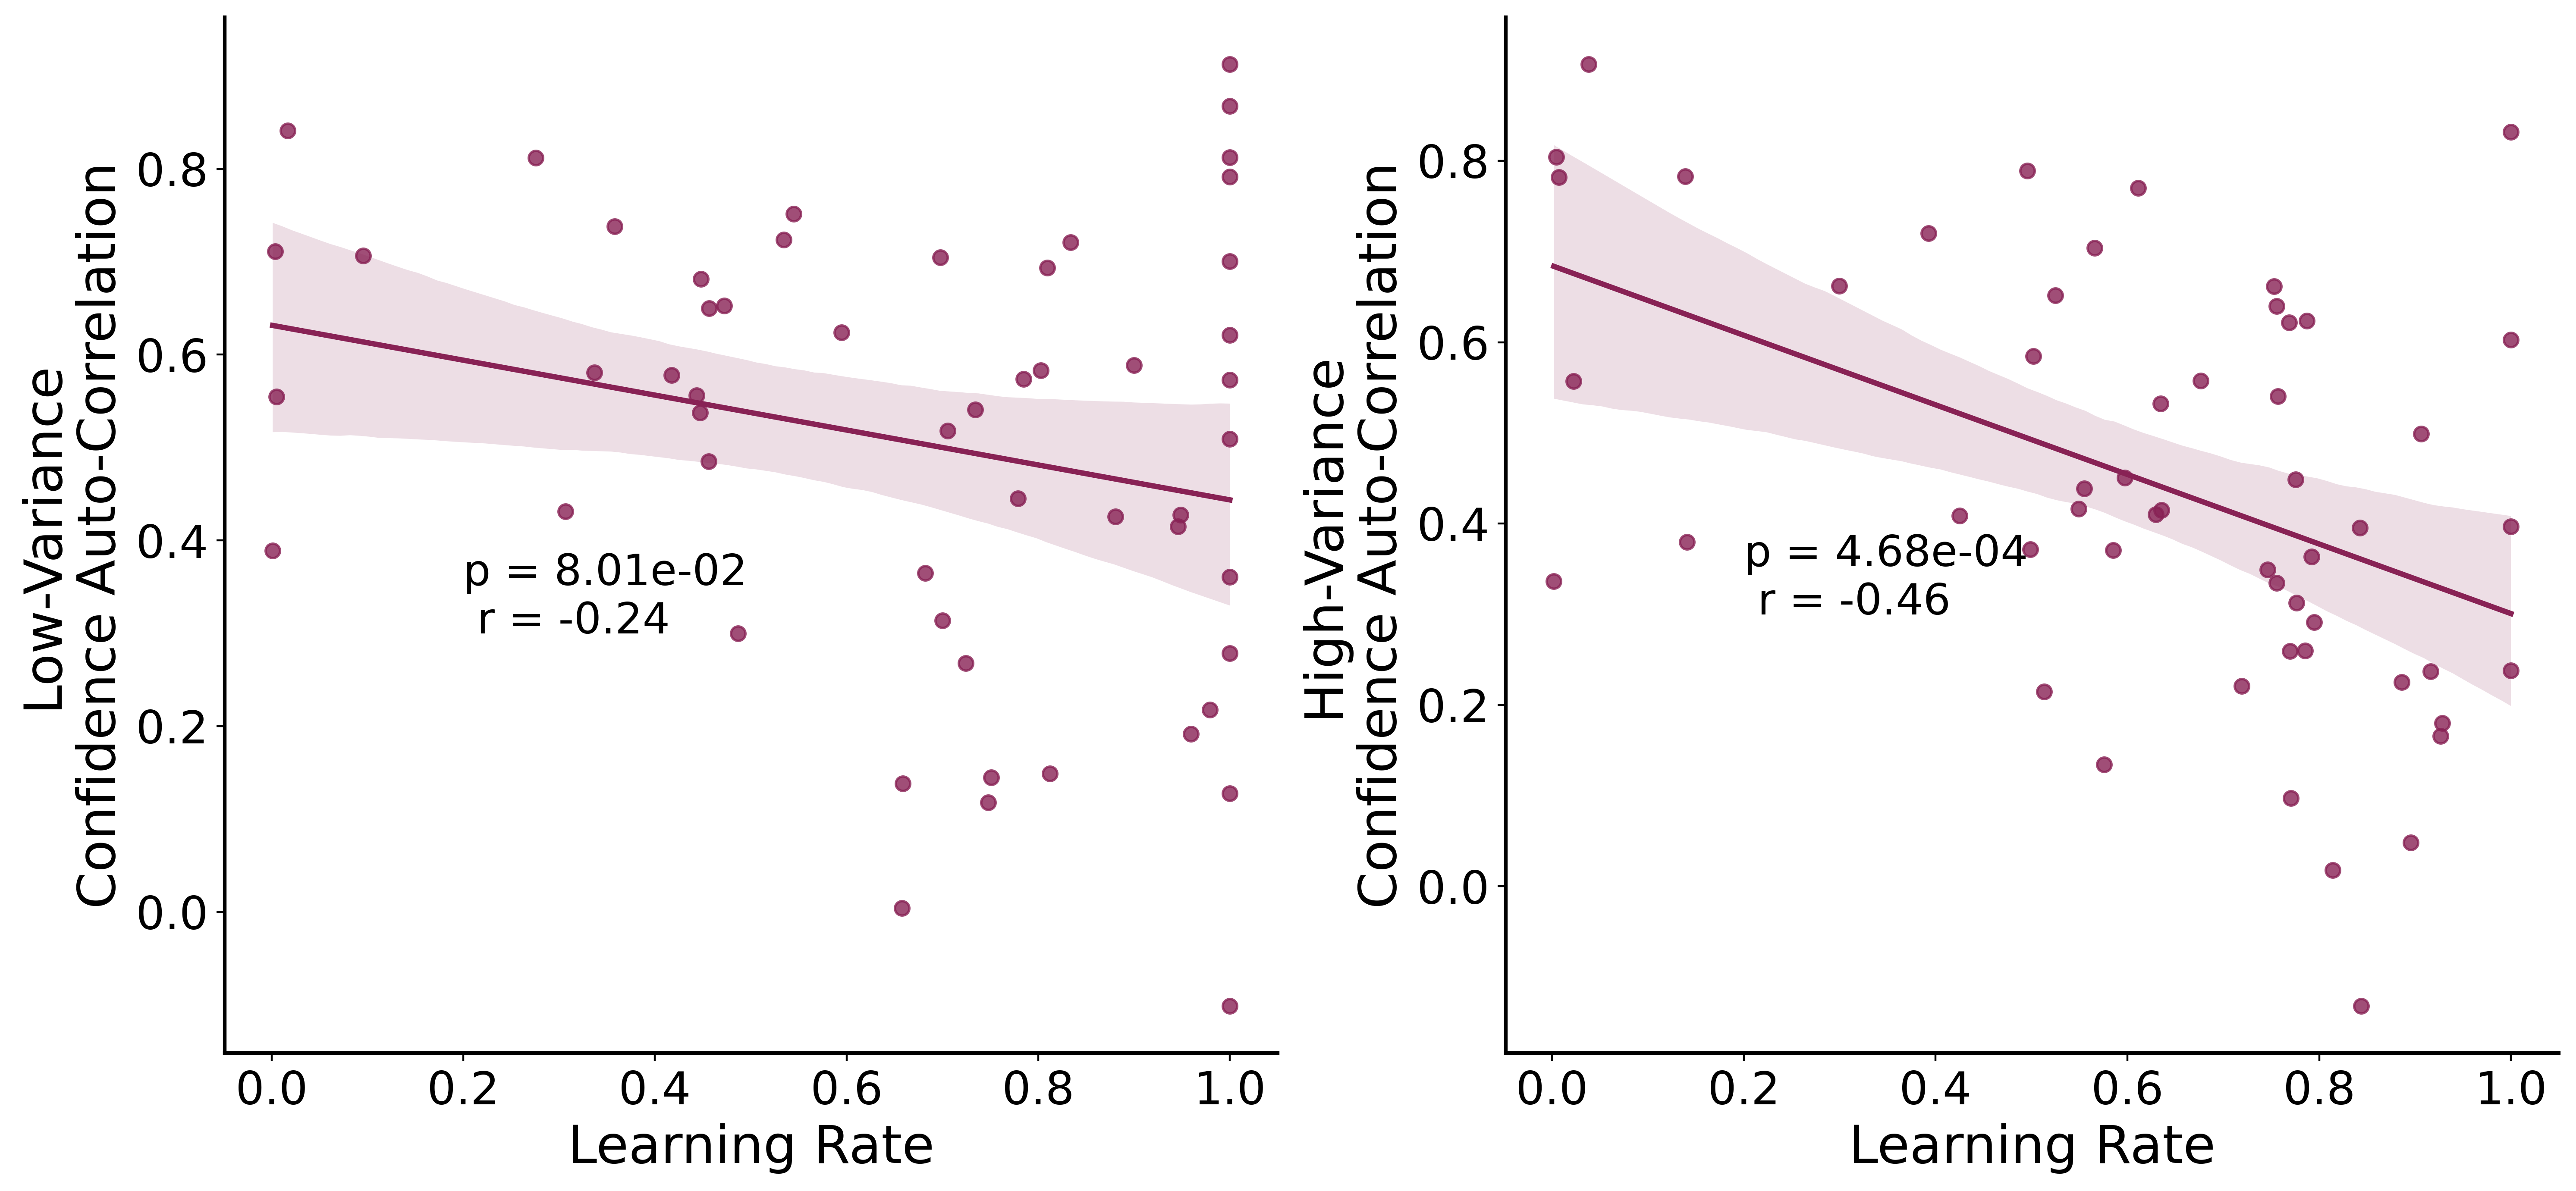 Low-Variance
Confidence Auto-Correlation
0.8
0.6
0.4
0.2
0.0
p = 8.01e-02
r = -0.24
0.0 0.2 0.4 0.6 0.8 1.0
Learning Rate
High-Variance
Confidence Auto-Correlation
0.8
0.6
0.4
0.2
0.0
p = 4.68e-04
r = -0.46
0.0 0.2 0.4 0.6 0.8 1.0
Learning Rate